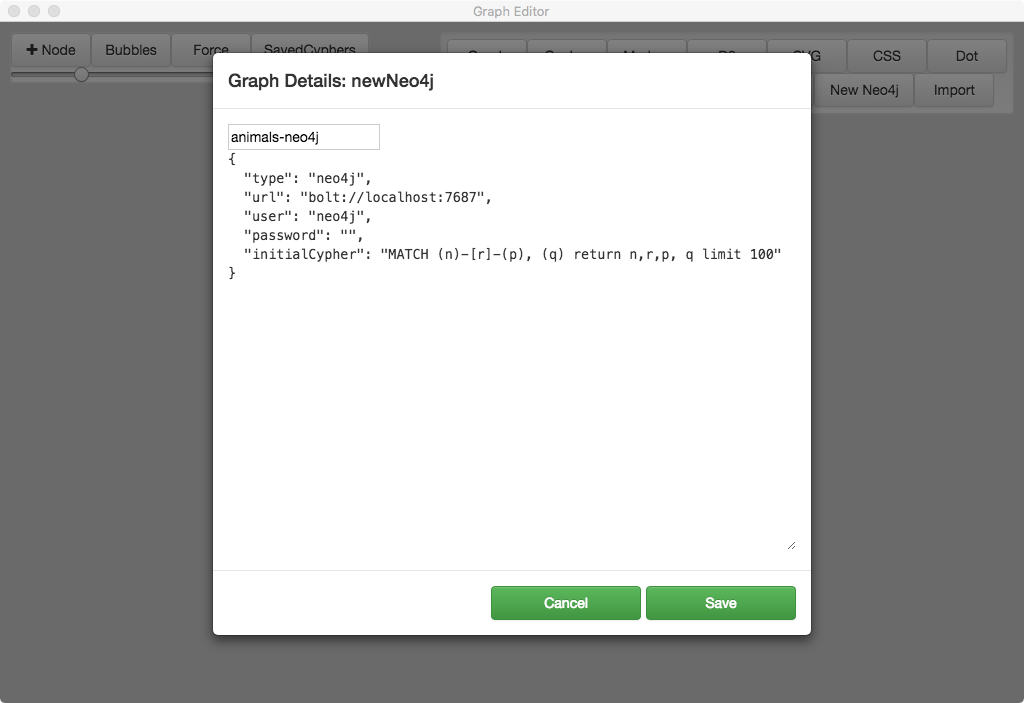 Graph Editor
+ Node
Bubbles
Force
SavedCyphers
CSS
Dot
New Neo4j
Import
Graph Details: newNeo4j
animals-neo4j
{
"type": "neo4j",
"url": "bolt://localhost:7687",
"user": "neo4j",
"password": "",
"initialCypher": "MATCH (n)-[r]-(p), (q) return n,r,p, q limit 100"
}
Cancel
Save